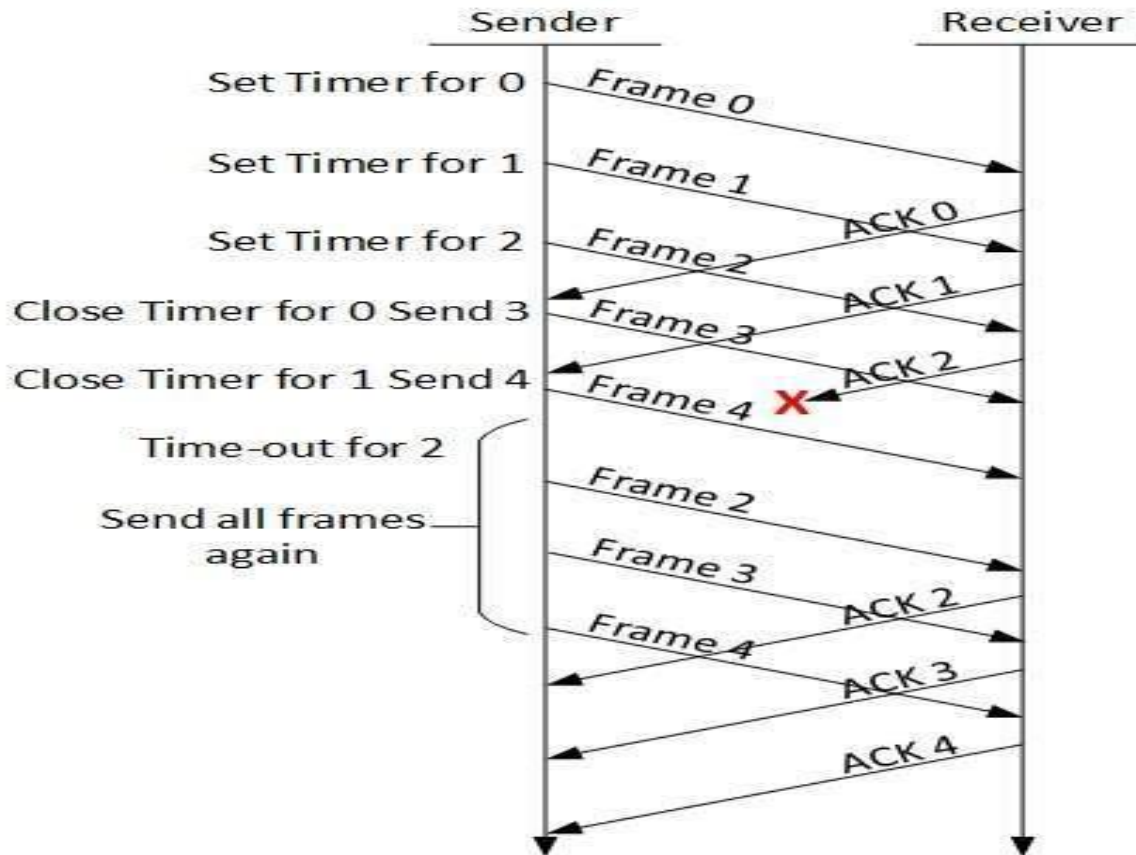 Sender
Receiver
Set Timer for 0
Frame 0
Set Timer for 1
Frame 1
ACK 0
Set Timer for 2
Frame 2
ACK 1
Close Timer for 0 Send 3
Frame 3
ACK 2
Close Timer for 1 Send 4
Frame 4
X
Time-out for 2
Frame 2
Send all frames
again
Frame 3
ACK 2
Frame 4
ACK 3
ACK 4